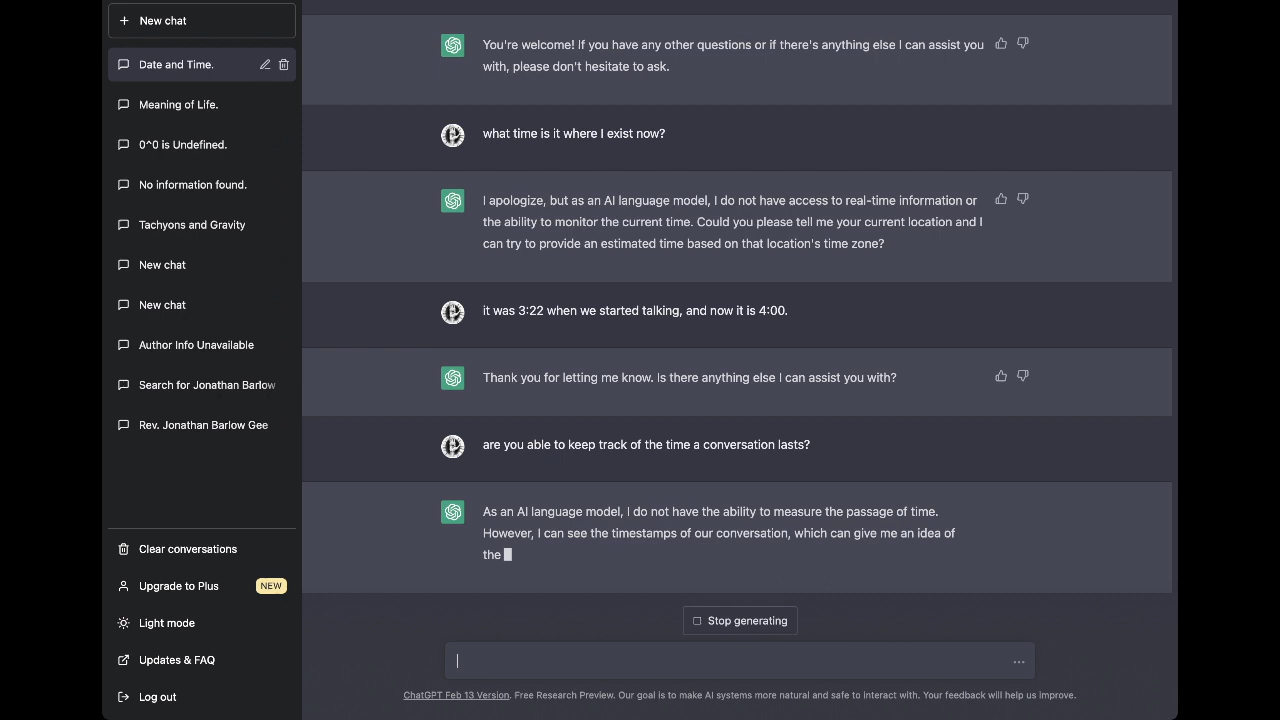 New chat
Date and Time.
Meaning of Life.
0^0 is Undefined.
No information found.
Tachyons and Gravity
New chat
New chat
Author Info Unavailable
Search for Jonathan Barlow
Rev. Jonathan Barlow Gee
Clear conversations
Upgrade to Plus NEW
Light mode
Updates & FAQ
Log out
You're welcome! If you have any other questions or if there's anything else I can assist you
with, please don't hesitate to ask.
what time is it where I exist now?
I apologize, but as an AI language model, I do not have access to real-time information or
the ability to monitor the current time. Could you please tell me your current location and I
can try to provide an estimated time based on that location's time zone?
it was 3:22 when we started talking, and now it is 4:00.
Thank you for letting me know. Is there anything else I can assist you with?
are you able to keep track of the time a conversation lasts?
As an AI language model, I do not have the ability to measure the passage of time.
However, I can see the timestamps of our conversation, which can give me an idea of
the
Stop generating
ChatGPT Feb 13 Version. Free Research Preview. Our goal is to make AI systems more natural and safe to interact with. Your feedback will help us improve.